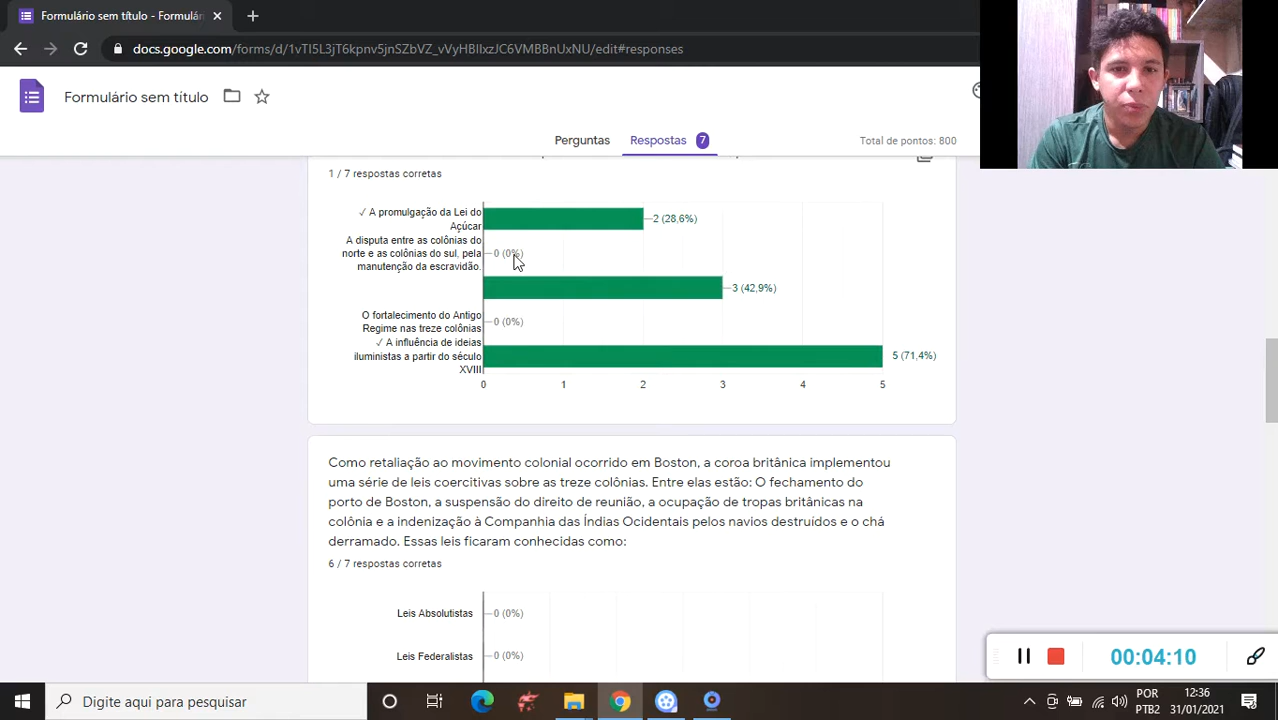 Formulário sem título - Formulár
docs.google.com/forms/d/1vTI5L3jT6kpnv5jnSZbVZ_vVyHBIlxzJC6VMBBnUxNU/edit#responses
Formulário sem título
Perguntas
Respostas 7
Total de pontos: 800
1 / 7 respostas corretas
✓ A promulgação da Lei do
Açúcar
2 (28,6%)
A disputa entre as colônias do
norte e as colônias do sul, pela
manutenção da escravidão.
0 (0%)
3 (42,9%)
O fortalecimento do Antigo
Regime nas treze colônias
0 (0%)
✓ A influência de ideias
iluministas a partir do século
XVIII
5 (71,4%)
0 1 2 3 4 5
Como retaliação ao movimento colonial ocorrido em Boston, a coroa britânica implementou
uma série de leis coercitivas sobre as treze colônias. Entre elas estão: O fechamento do
porto de Boston, a suspensão do direito de reunião, a ocupação de tropas britânicas na
colônia e a indenização à Companhia das Índias Ocidentais pelos navios destruídos e o chá
derramado. Essas leis ficaram conhecidas como:
6 / 7 respostas corretas
Leis Absolutistas
0 (0%)
Leis Federalistas
0 (0%)
00:04:10
Digite aqui para pesquisar
POR
PTB2
12:36
31/01/2021